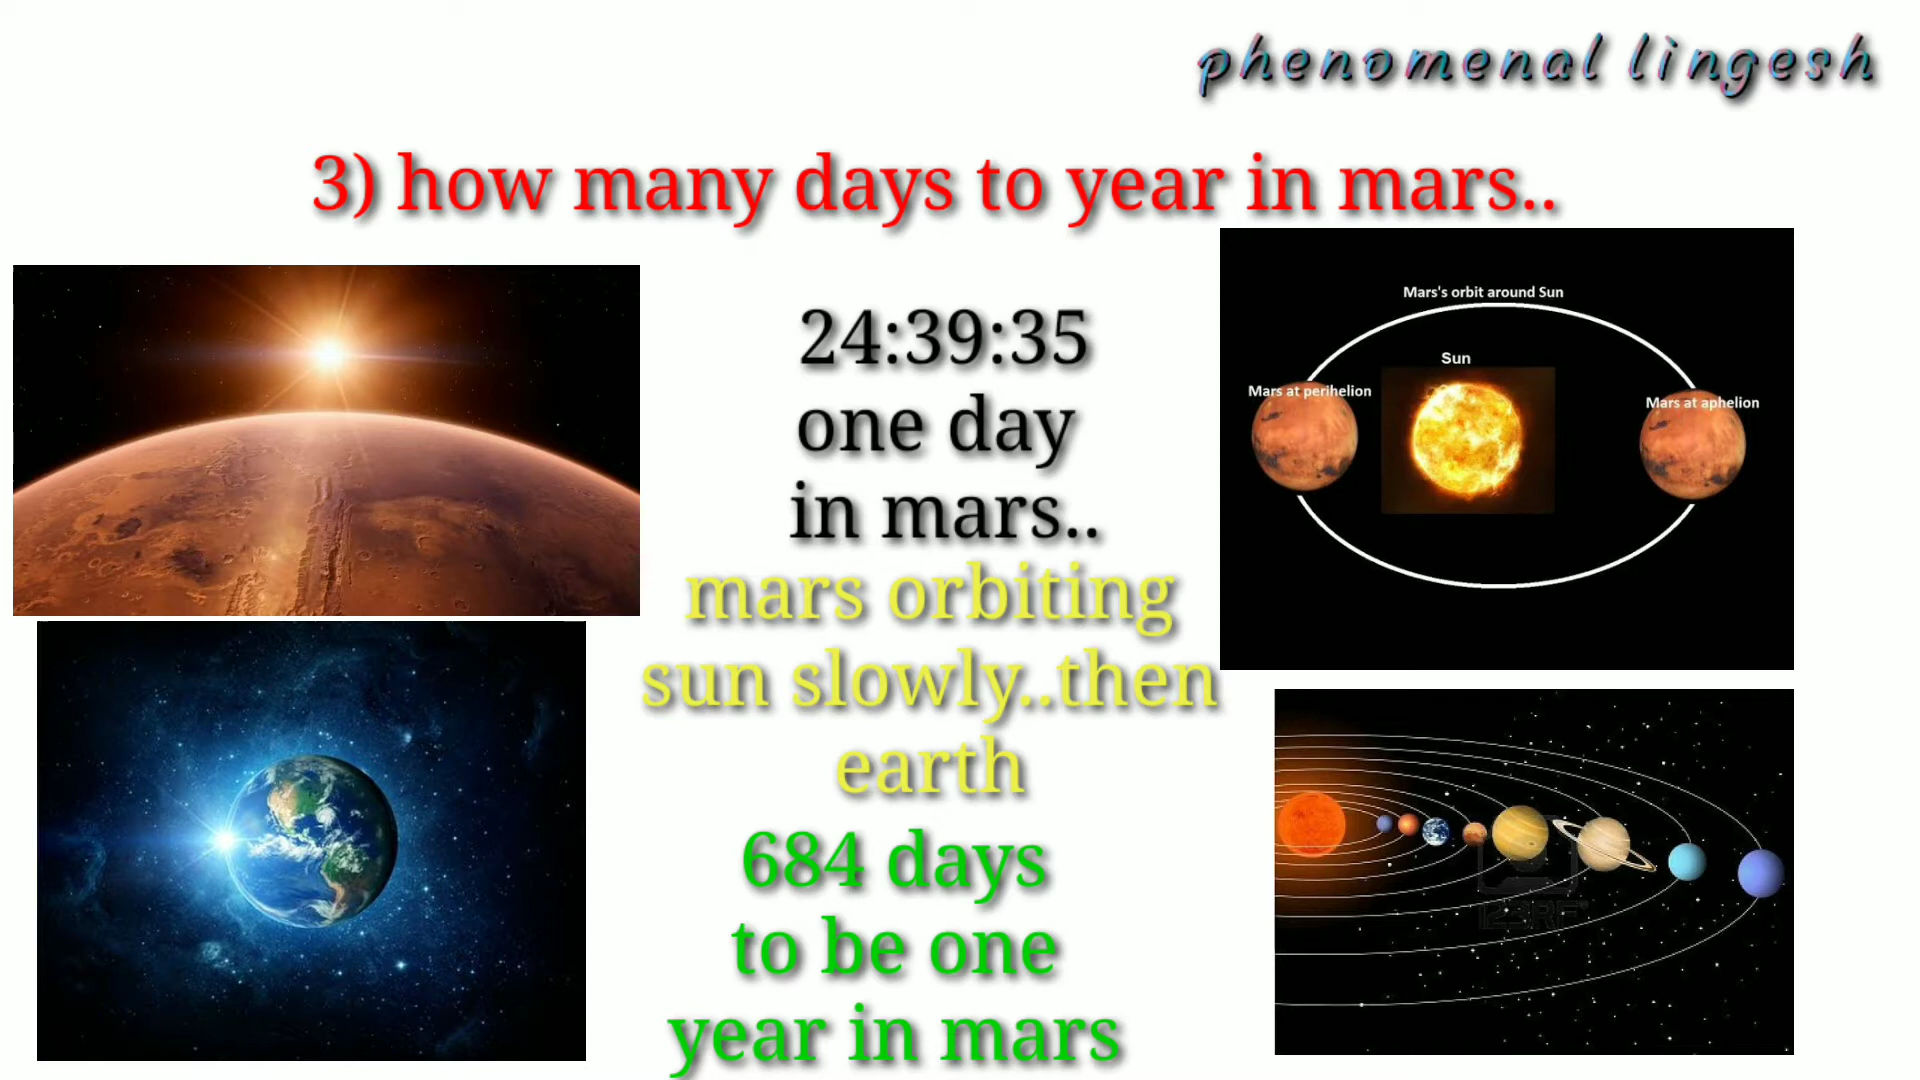 phenomenal lingesh
3) how many days to year in mars..
24:39:35
one day
in mars..
mars orbiting
sun slowly..then
earth
684 days
to be one
year in mars
Mars's orbit around Sun
Sun
Mars at perihelion
Mars at aphelion
123RF